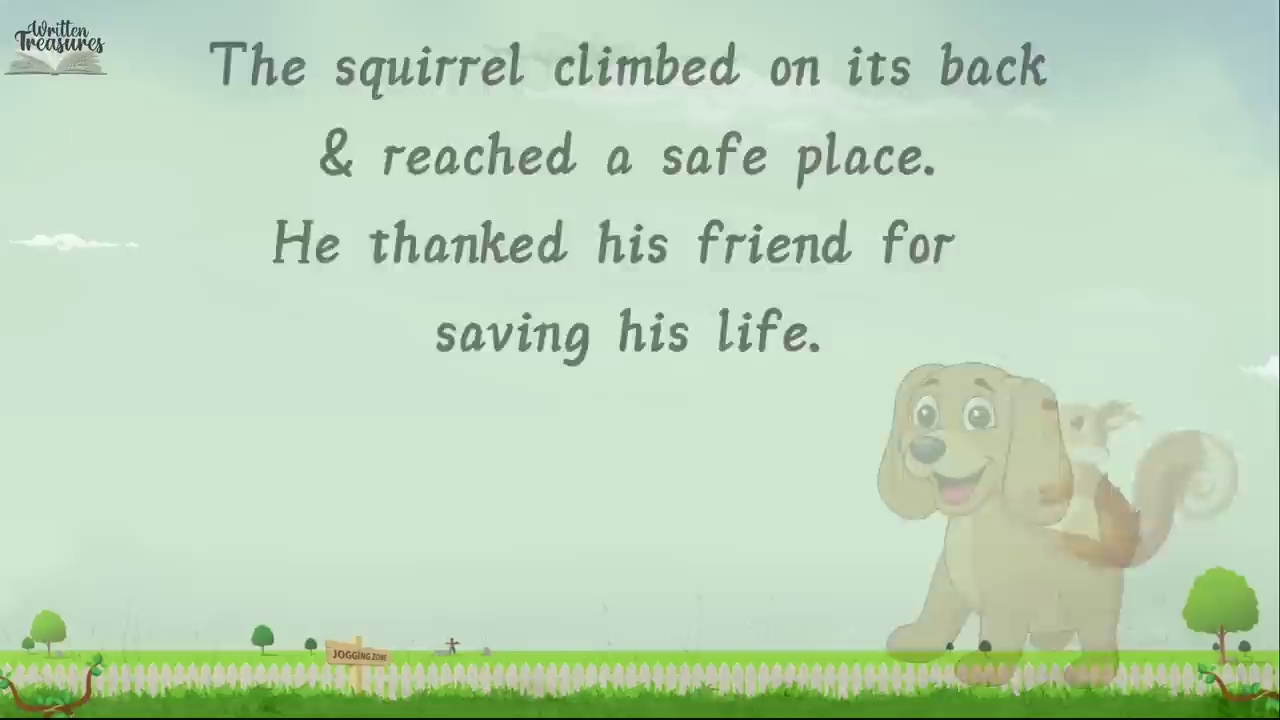 Written
Treasures
The squirrel climbed on its back
& reached a safe place.
He thanked his friend for
saving his life.
JOGGING ZONE